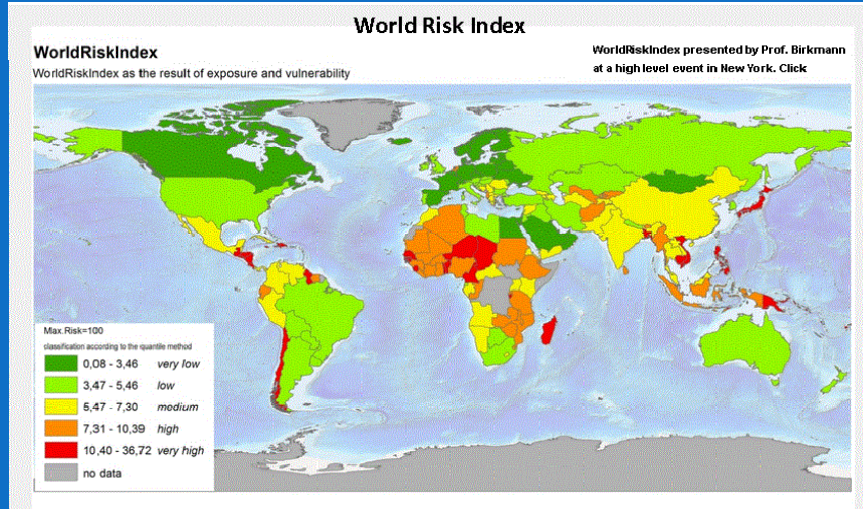 World Risk Index
WorldRiskIndex
WorldRiskIndex as the result of exposure and vulnerability
WorldRiskIndex presented by Prof. Birkmann
at a high level event in New York. Click
Max.Risk=100
classification according to the quantile method
0,08 - 3,46 very low
3,47 - 5,46 low
5,47 - 7,30 medium
7,31 - 10,39 high
10,40 - 36,72 very high
no data